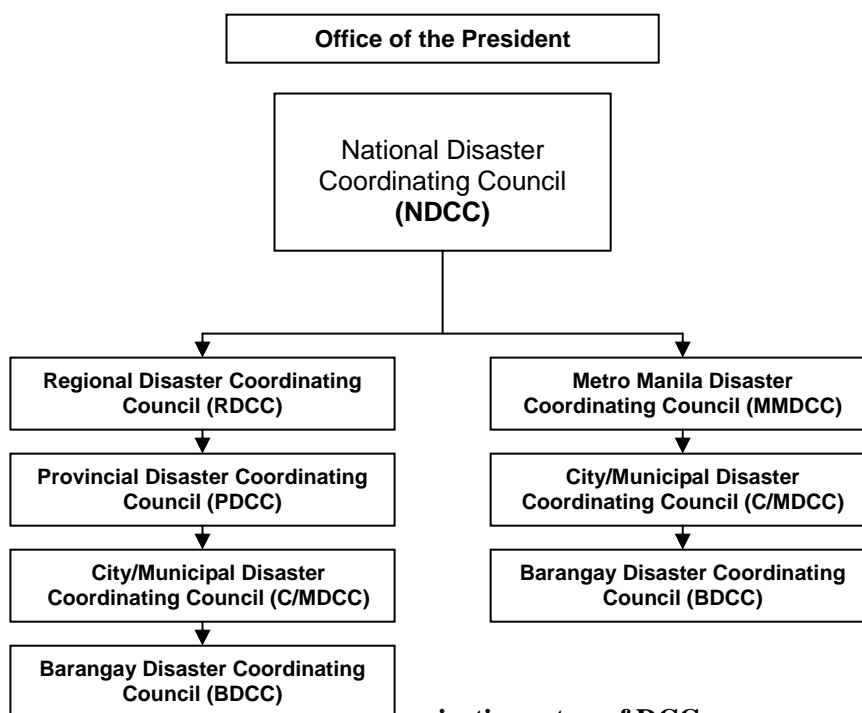 Office of the President
National Disaster
Coordinating Council
(NDCC)
Regional Disaster Coordinating
Council (RDCC)
Provincial Disaster Coordinating
Council (PDCC)
City/Municipal Disaster
Coordinating Council (C/MDCC)
Barangay Disaster Coordinating
Council (BDCC)
Metro Manila Disaster
Coordinating Council (MMDCC)
City/Municipal Disaster
Coordinating Council (C/MDCC)
Barangay Disaster Coordinating
Council (BDCC)
of DCC